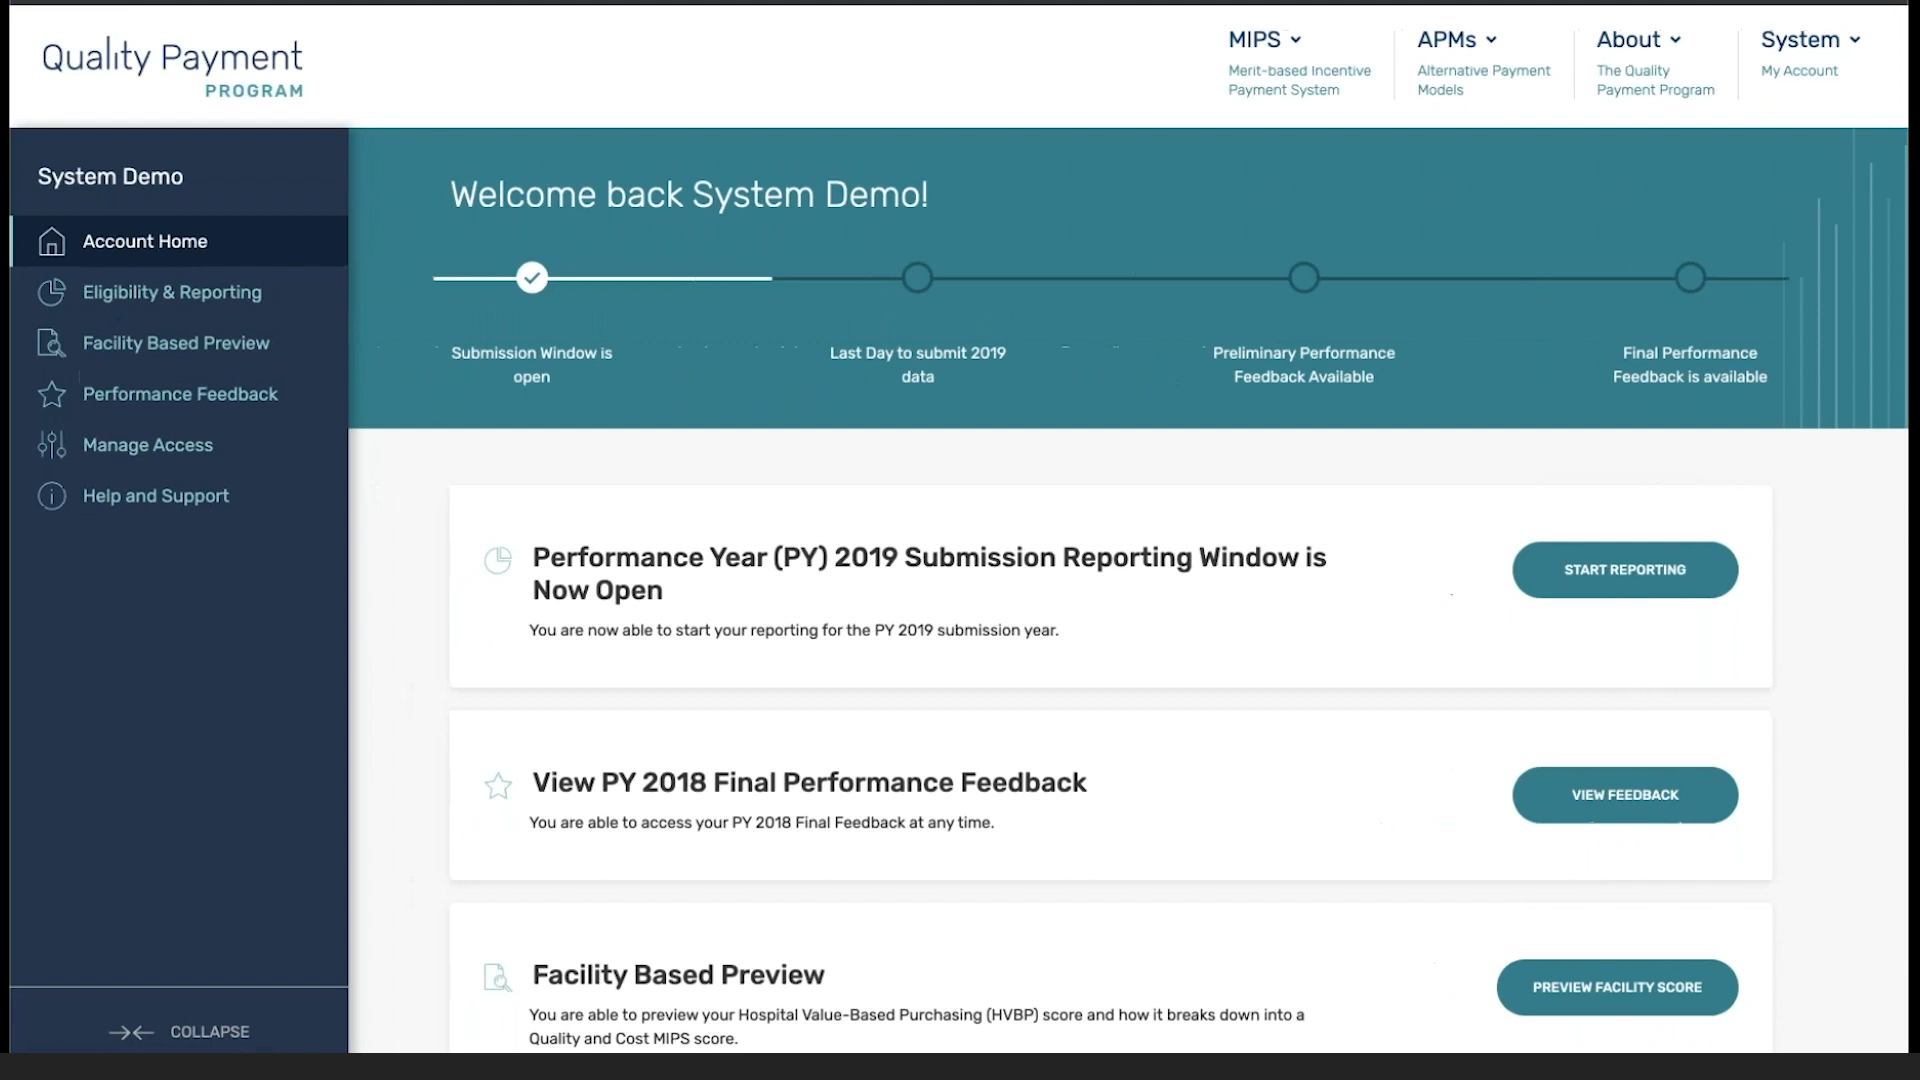 Quality Payment
PROGRAM
MIPS
Merit-based Incentive
Payment System
APMs
Alternative Payment
Models
About
The Quality
Payment Program
System
My Account
System Demo
Account Home
Eligibility & Reporting
Facility Based Preview
Performance Feedback
Manage Access
Help and Support
COLLAPSE
Welcome back System Demo!
Submission Window is
open
Last Day to submit 2019
data
Preliminary Performance
Feedback Available
Final Performance
Feedback is available
Performance Year (PY) 2019 Submission Reporting Window is
Now Open
You are now able to start your reporting for the PY 2019 submission year.
START REPORTING
View PY 2018 Final Performance Feedback
You are able to access your PY 2018 Final Feedback at any time.
VIEW FEEDBACK
Facility Based Preview
You are able to preview your Hospital Value-Based Purchasing (HVBP) score and how it breaks down into a
Quality and Cost MIPS score.
PREVIEW FACILITY SCORE